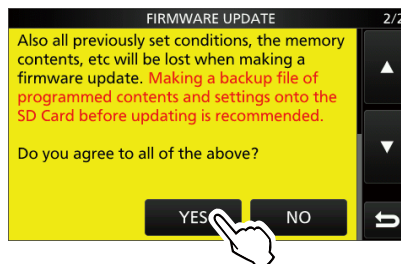 FIRMWARE UPDATE 2/2
Also all previously set conditions, the memory
contents, etc will be lost when making a
firmware update. Making a backup file of
programmed contents and settings onto the
SD Card before updating is recommended.
Do you agree to all of the above?
YES NO